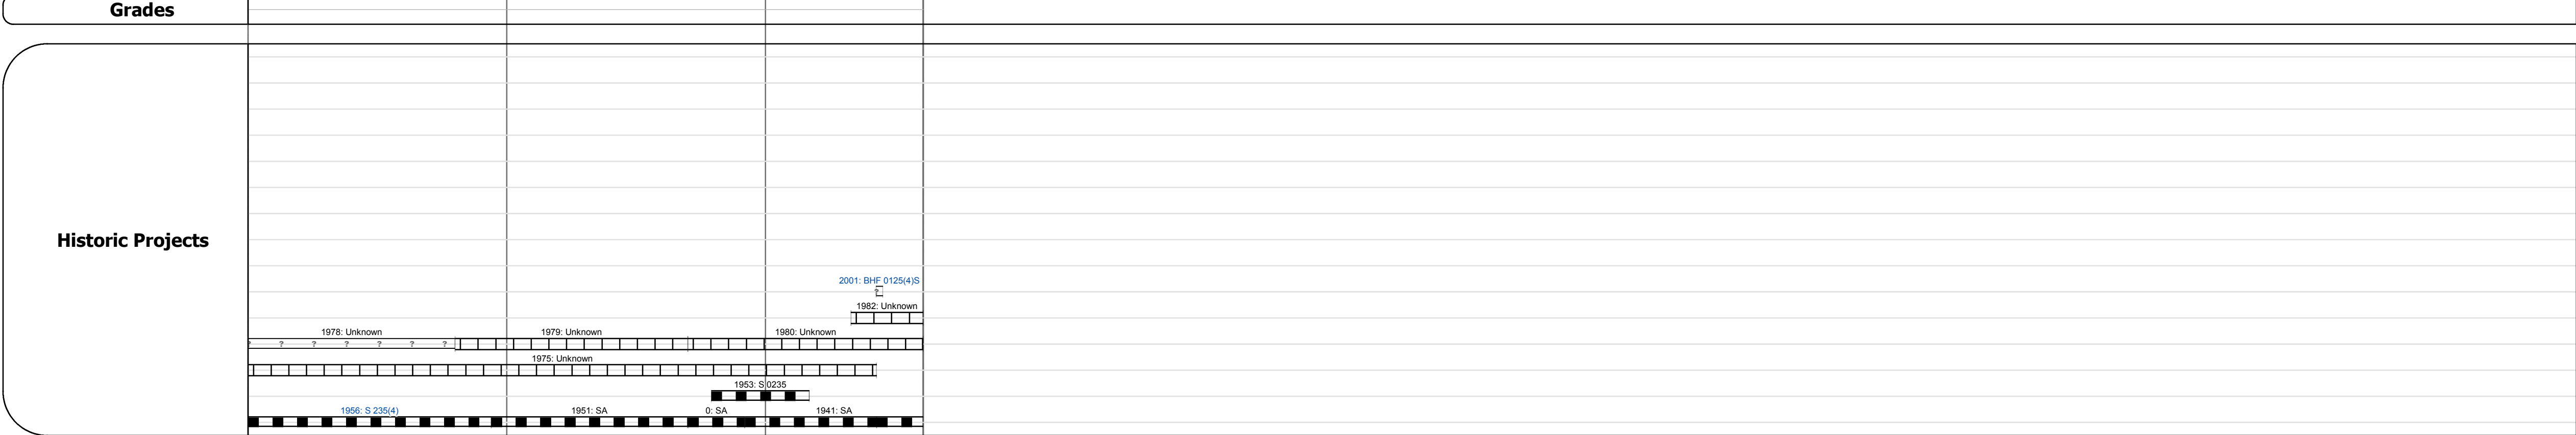 Grades
Historic Projects
2001: BHF 0125(4)S
?
1982: Unknown
1978: Unknown 1979: Unknown 1980: Unknown
? ? ? ? ? ? ?
1975: Unknown
1953: S 0235
1956: S 235(4) 1951: SA 0: SA 1941: SA